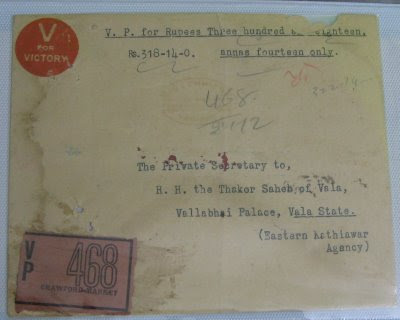 V
FOR
VICTORY
V. P. for Rupees Three hundred eighteen,
Rs.318-14-0. annas fourteen only.
468
The Private Secretary to,
H. H. the Thakor Saheb of Vala,
Vallabhai Palace, Vala State.
(Eastern Kathiawar
Agency)
VP 468
CRAWFORD MARKET